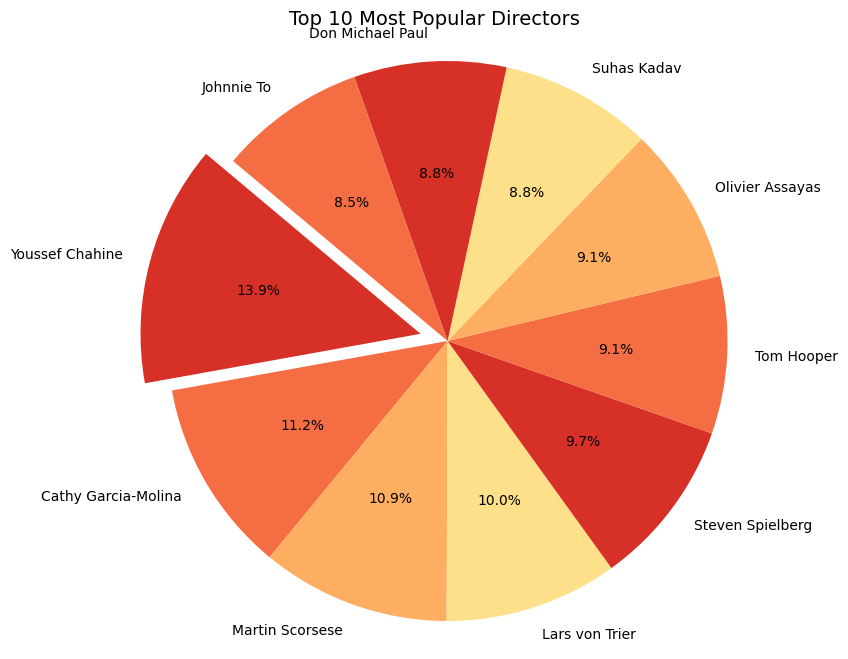 Top 10 Most Popular Directors
Don Michael Paul
Suhas Kadav
Johnnie To
Olivier Assayas
Youssef Chahine
Tom Hooper
Cathy Garcia-Molina
Steven Spielberg
Martin Scorsese
Lars von Trier
8.8%
8.8%
8.5%
9.1%
13.9%
9.1%
11.2%
9.7%
10.9%
10.0%